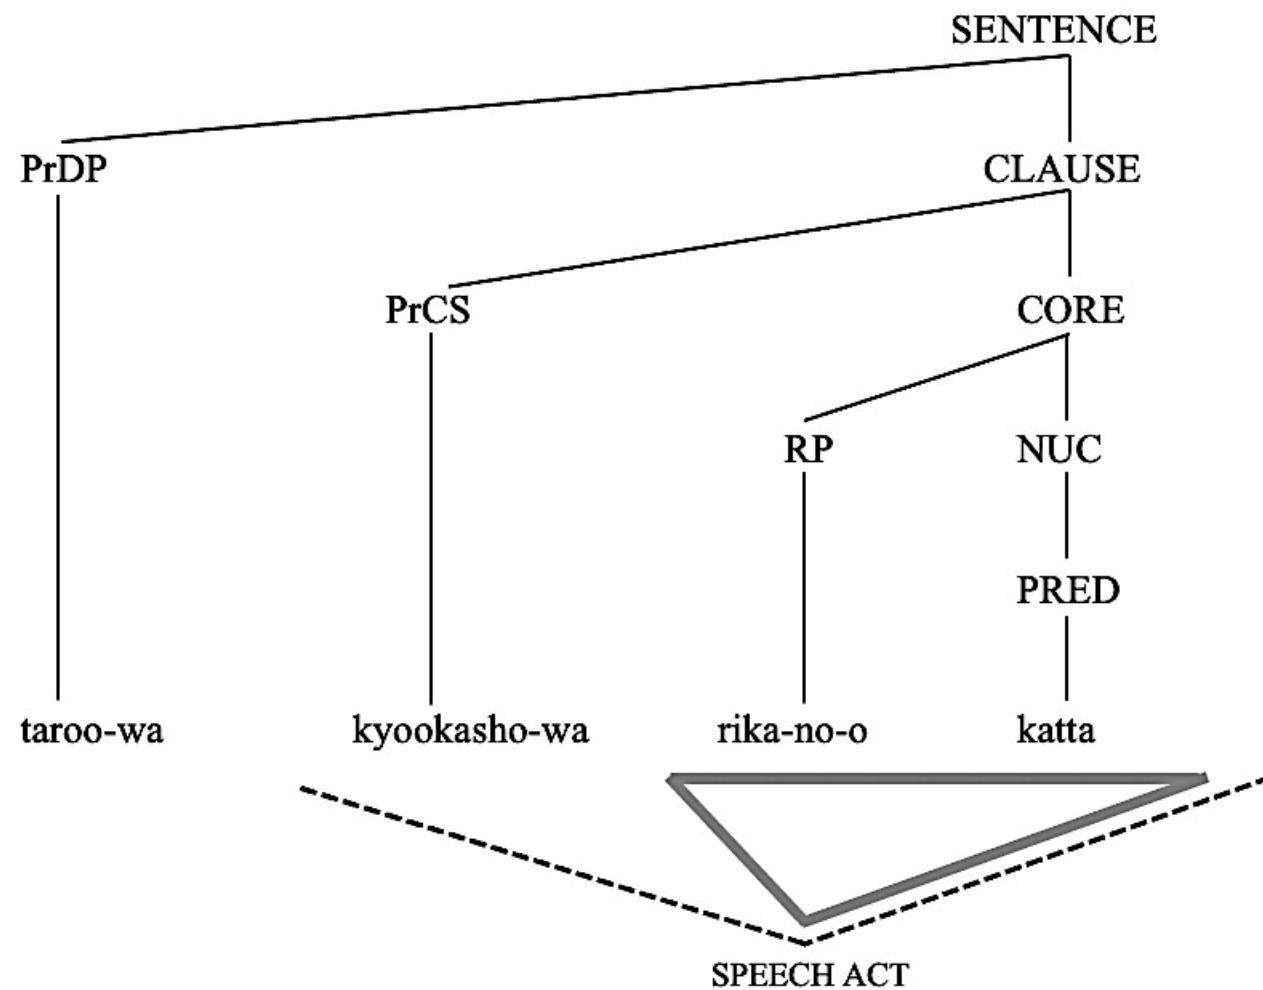 SENTENCE
PrDP CLAUSE
PrCS CORE
RP NUC
PRED
taroo-wa kyookasho-wa rika-no-o katta
SPEECH ACT